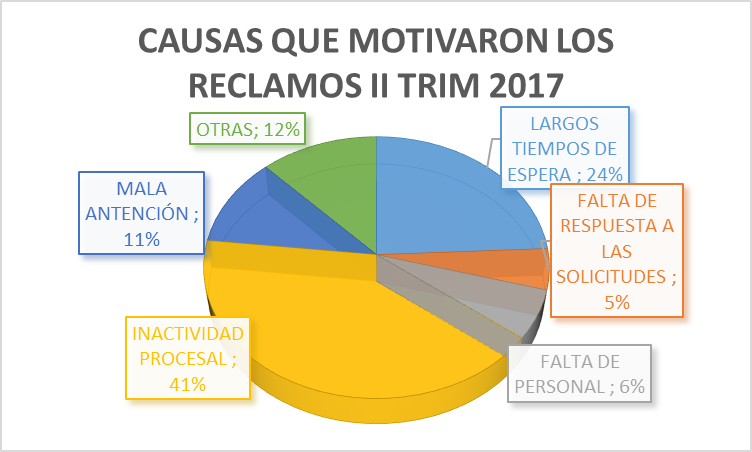 CAUSAS QUE MOTIVARON LOS
RECLAMOS II TRIM 2017
OTRAS; 12%
LARGOS
TIEMPOS DE
ESPERA ; 24%
MALA
ANTENCIÓN ;
11%
FALTA DE
RESPUESTA A
LAS
SOLICITUDES ;
5%
INACTIVIDAD
PROCESAL ;
41%
FALTA DE
PERSONAL ; 6%